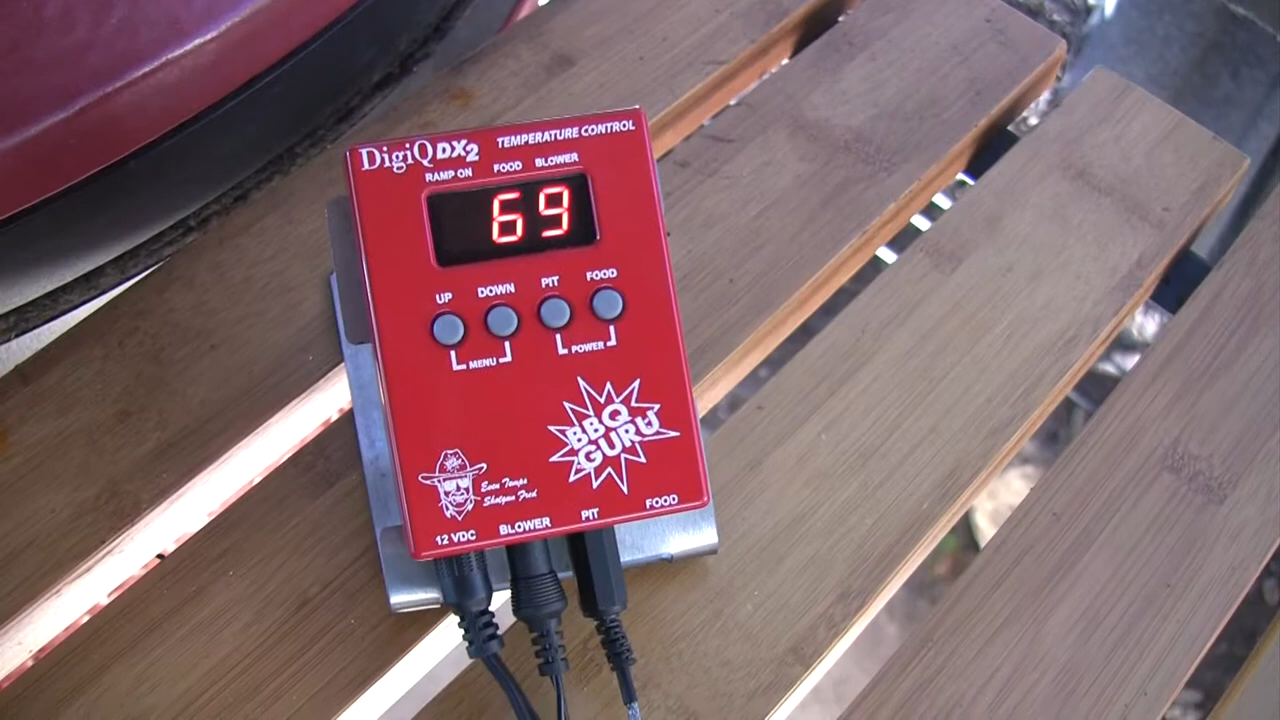 DigiQ DX2 TEMPERATURE CONTROL
RAMP ON FOOD BLOWER
69
UP DOWN PIT FOOD
MENU POWER
BBQ
GURU
Even Temps
Shotgun Fred
12 VDC BLOWER PIT FOOD